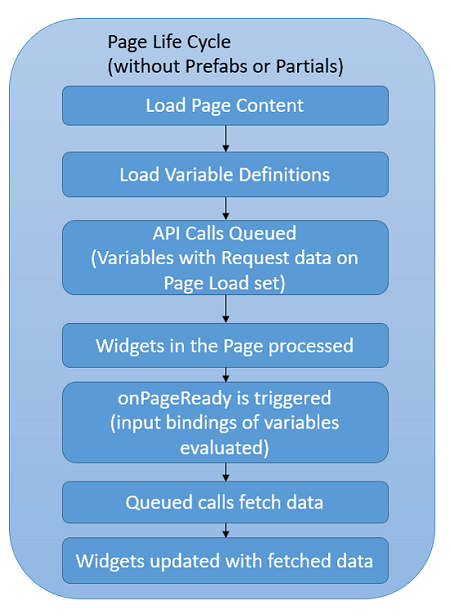 Page Life Cycle
(without Prefabs or Partials)
Load Page Content
Load Variable Definitions
API Calls Queued
(Variables with Request data on
Page Load set)
Widgets in the Page processed
onPageReady is triggered
(input bindings of variables
evaluated)
Queued calls fetch data
Widgets updated with fetched data